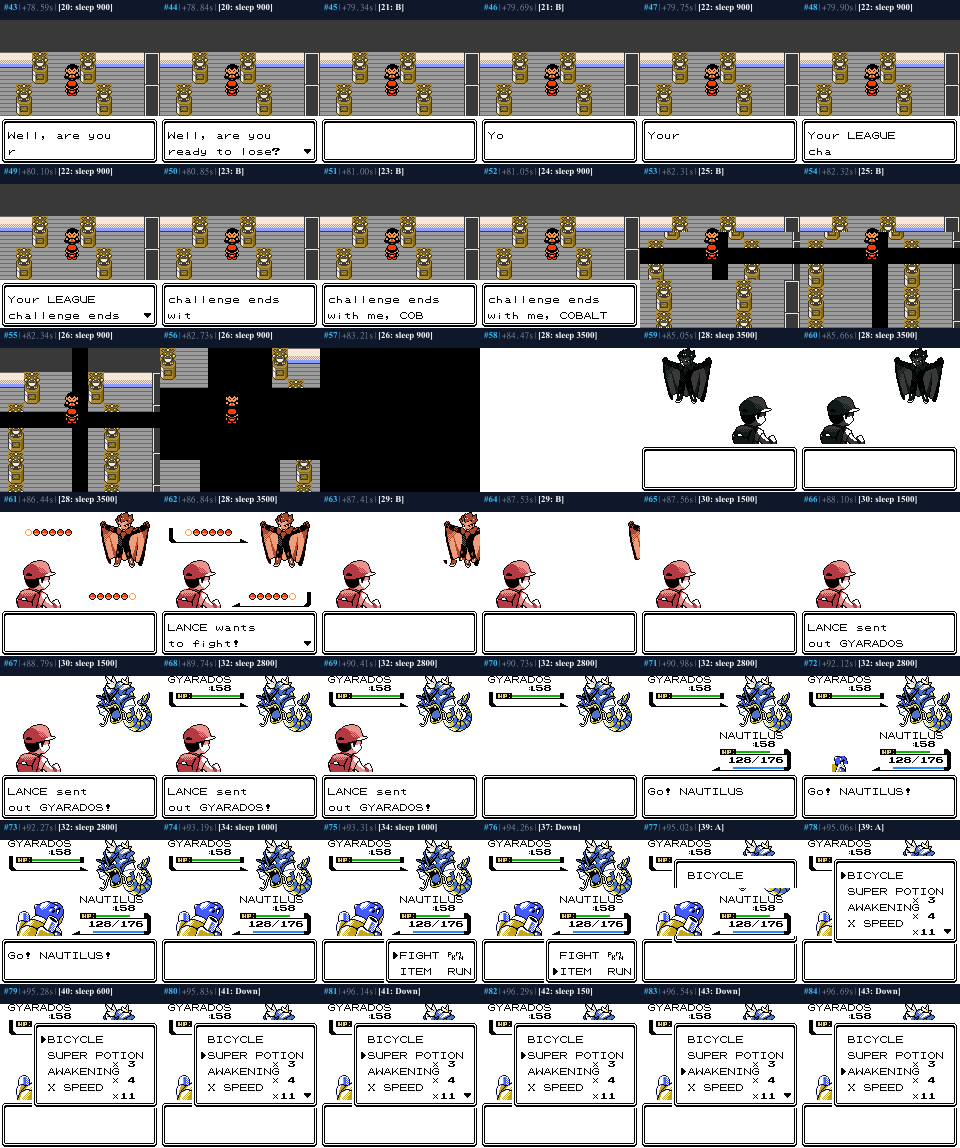 #43|+78.59s| [20: sleep 900]
Well, are you
r
#44|+78.84s| [20: sleep 900]
Well, are you
ready to lose? ▼
#45|+79.34s| [21: B]
#46|+79.69s| [21: B]
Yo
#47|+79.75s| [22: sleep 900]
Your
#48|+79.90s| [22: sleep 900]
Your LEAGUE
cha
#49|+80.10s| [22: sleep 900]
Your LEAGUE
challenge ends ▼
#50|+80.85s| [23: B]
challenge ends
wit
#51|+81.00s| [23: B]
challenge ends
with me, COB
#52|+81.05s| [24: sleep 900]
challenge ends
with me, COBALT
#53|+82.31s| [25: B]
#54|+82.32s| [25: B]
#55|+82.34s| [26: sleep 900]
#56|+82.73s| [26: sleep 900]
#57|+83.21s| [26: sleep 900]
#58|+84.47s| [28: sleep 3500]
#59|+85.05s| [28: sleep 3500]
#60|+85.66s| [28: sleep 3500]
#61|+86.44s| [28: sleep 3500]
#62|+86.84s| [28: sleep 3500]
LANCE wants
to fight! ▼
#63|+87.41s| [29: B]
#64|+87.53s| [29: B]
#65|+87.56s| [30: sleep 1500]
#66|+88.10s| [30: sleep 1500]
LANCE sent
out GYARADOS
#67|+88.79s| [30: sleep 1500]
LANCE sent
out GYARADOS!
#68|+89.74s| [32: sleep 2800]
GYARADOS
:L58
HP:
LANCE sent
out GYARADOS!
#69|+90.41s| [32: sleep 2800]
GYARADOS
:L58
HP:
LANCE sent
out GYARADOS!
#70|+90.73s| [32: sleep 2800]
GYARADOS
:L58
HP:
#71|+90.98s| [32: sleep 2800]
GYARADOS
:L58
HP:
NAUTILUS
:L58
HP:
128/176
Go! NAUTILUS
#72|+92.12s| [32: sleep 2800]
GYARADOS
:L58
HP:
NAUTILUS
:L58
HP:
128/176
Go! NAUTILUS!
#73|+92.27s| [32: sleep 2800]
GYARADOS
:L58
HP:
NAUTILUS
:L58
HP:
128/176
Go! NAUTILUS!
#74|+93.19s| [34: sleep 1000]
GYARADOS
:L58
HP:
NAUTILUS
:L58
HP:
128/176
#75|+93.31s| [34: sleep 1000]
GYARADOS
:L58
HP:
NAUTILUS
:L58
HP:
128/176
▶FIGHT PKMN
ITEM RUN
#76|+94.26s| [37: Down]
GYARADOS
:L58
HP:
NAUTILUS
:L58
HP:
128/176
FIGHT PKMN
▶ITEM RUN
#77|+95.02s| [39: A]
GYARADOS
:L58
BICYCLE
NAUTILUS
:L58
HP:
128/176
#78|+95.06s| [39: A]
GYARADOS
:L58
▶BICYCLE
SUPER POTION
× 3
AWAKENING
× 4
X SPEED
×11 ▼
#79|+95.28s| [40: sleep 600]
GYARADOS
:L58
▶BICYCLE
SUPER POTION
× 3
AWAKENING
× 4
X SPEED
×11 ▼
#80|+95.83s| [41: Down]
GYARADOS
:L58
BICYCLE
▶SUPER POTION
× 3
AWAKENING
× 4
X SPEED
×11 ▼
#81|+96.14s| [41: Down]
GYARADOS
:L58
BICYCLE
▶SUPER POTION
× 3
AWAKENING
× 4
X SPEED
×11 ▼
#82|+96.29s| [42: sleep 150]
GYARADOS
:L58
BICYCLE
▶SUPER POTION
× 3
AWAKENING
× 4
X SPEED
×11 ▼
#83|+96.54s| [43: Down]
GYARADOS
:L58
BICYCLE
SUPER POTION
× 3
▶AWAKENING
× 4
X SPEED
×11 ▼
#84|+96.69s| [43: Down]
GYARADOS
:L58
BICYCLE
SUPER POTION
× 3
▶AWAKENING
× 4
X SPEED
×11 ▼